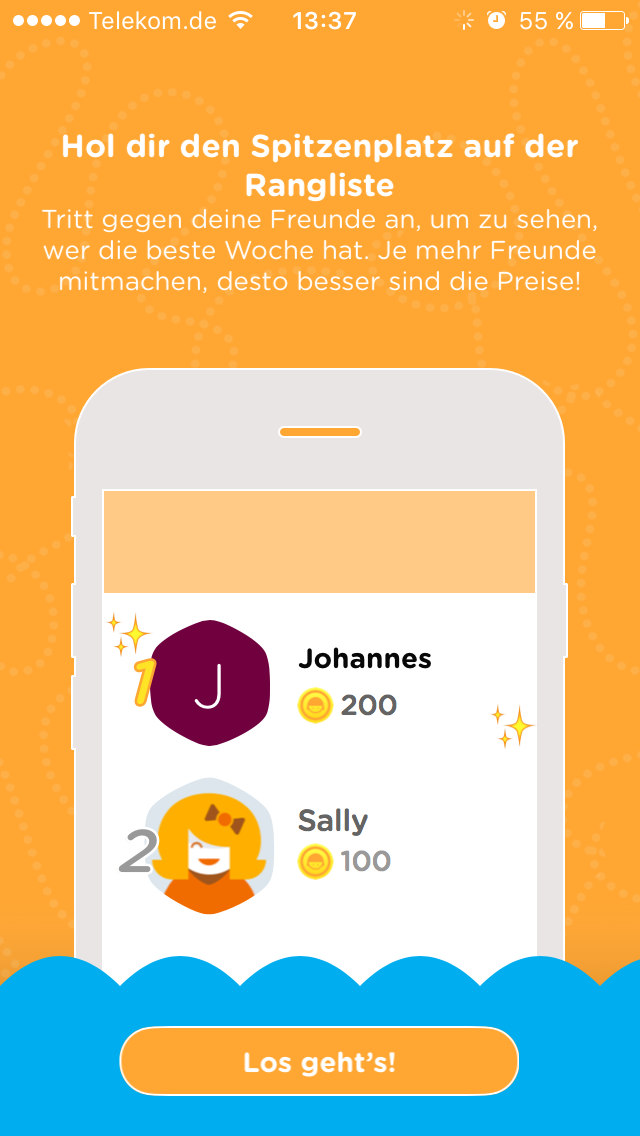 Telekom.de 13:37 55 %
Hol dir den Spitzenplatz auf der
Rangliste
Tritt gegen deine Freunde an, um zu sehen,
wer die beste Woche hat. Je mehr Freunde
mitmachen, desto besser sind die Preise!
1
J
Johannes
200
2
Sally
100
Los geht's!